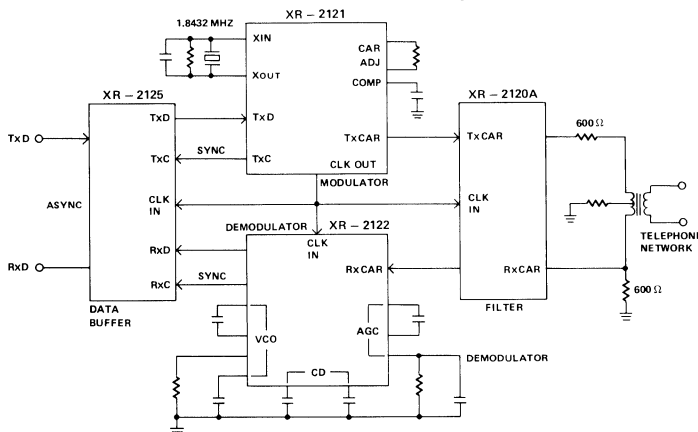 XR – 2121
1.8432 MHZ
XIN
XOUT
CAR
ADJ
COMP
TxD
TxC
TxCAR
CLK OUT
MODULATOR
XR – 2125
TxD
TxD
SYNC
TxC
ASYNC
CLK
IN
RxD
RxD
SYNC
RxC
DATA
BUFFER
XR – 2120A
TxCAR
CLK
IN
RxCAR
FILTER
600 Ω
TELEPHONE
NETWORK
600 Ω
DEMODULATOR
XR – 2122
CLK
IN
RxCAR
VCO
AGC
CD
DEMODULATOR